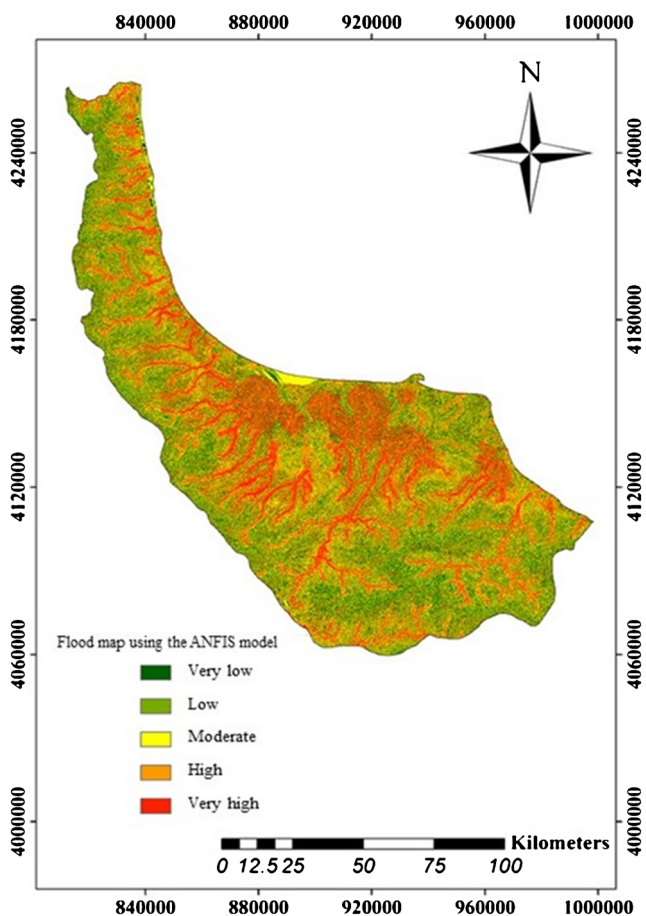 840000 880000 920000 960000 1000000
N
4240000 4240000
4180000 4180000
4120000 4120000
Flood map using the ANFIS model
4060000 4060000
Very low
Low
Moderate
High
Very high
4000000 4000000
Kilometers
0 12.5 25 50 75 100
840000 880000 920000 960000 1000000